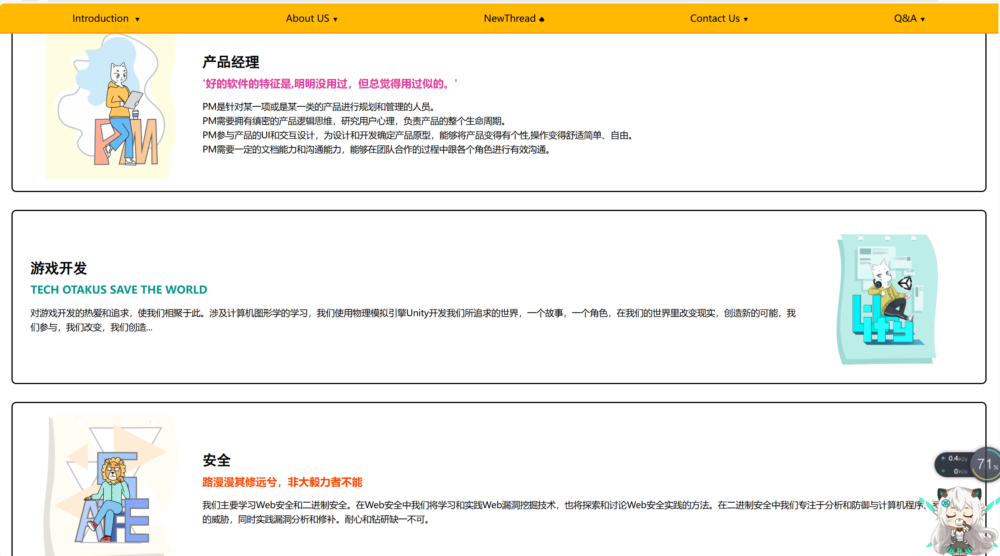 Introduction ▼
About US ▼
NewThread ♠
Contact Us ▼
Q&A ▼
PM
产品经理
'好的软件的特征是,明明没用过，但总觉得用过似的。'
PM是针对某一项或是某一类的产品进行规划和管理的人员。
PM需要拥有缜密的产品逻辑思维，研究用户心理，负责产品的整个生命周期。
PM参与产品的UI和交互设计，为设计和开发确定产品原型，能够将产品变得有个性,操作变得舒适简单、自由。
PM需要一定的文档能力和沟通能力，能够在团队合作的过程中跟各个角色进行有效沟通。
游戏开发
TECH OTAKUS SAVE THE WORLD
对游戏开发的热爱和追求，使我们相聚于此。涉及计算机图形学的学习，我们使用物理模拟引擎Unity开发我们所追求的世界，一个故事，一个角色，在我们的世界里改变现实，创造新的可能，我
们参与，我们改变，我们创造...
Unity
SAFE
安全
路漫漫其修远兮，非大毅力者不能
我们主要学习Web安全和二进制安全。在Web安全中我们将学习和实践Web漏洞挖掘技术，也将探索和讨论Web安全实践的方法。在二进制安全中我们专注于分析和防御与计算机程序、
的威胁，同时实践漏洞分析和修补。耐心和钻研缺一不可。
0.4K/s
0K/s
71%